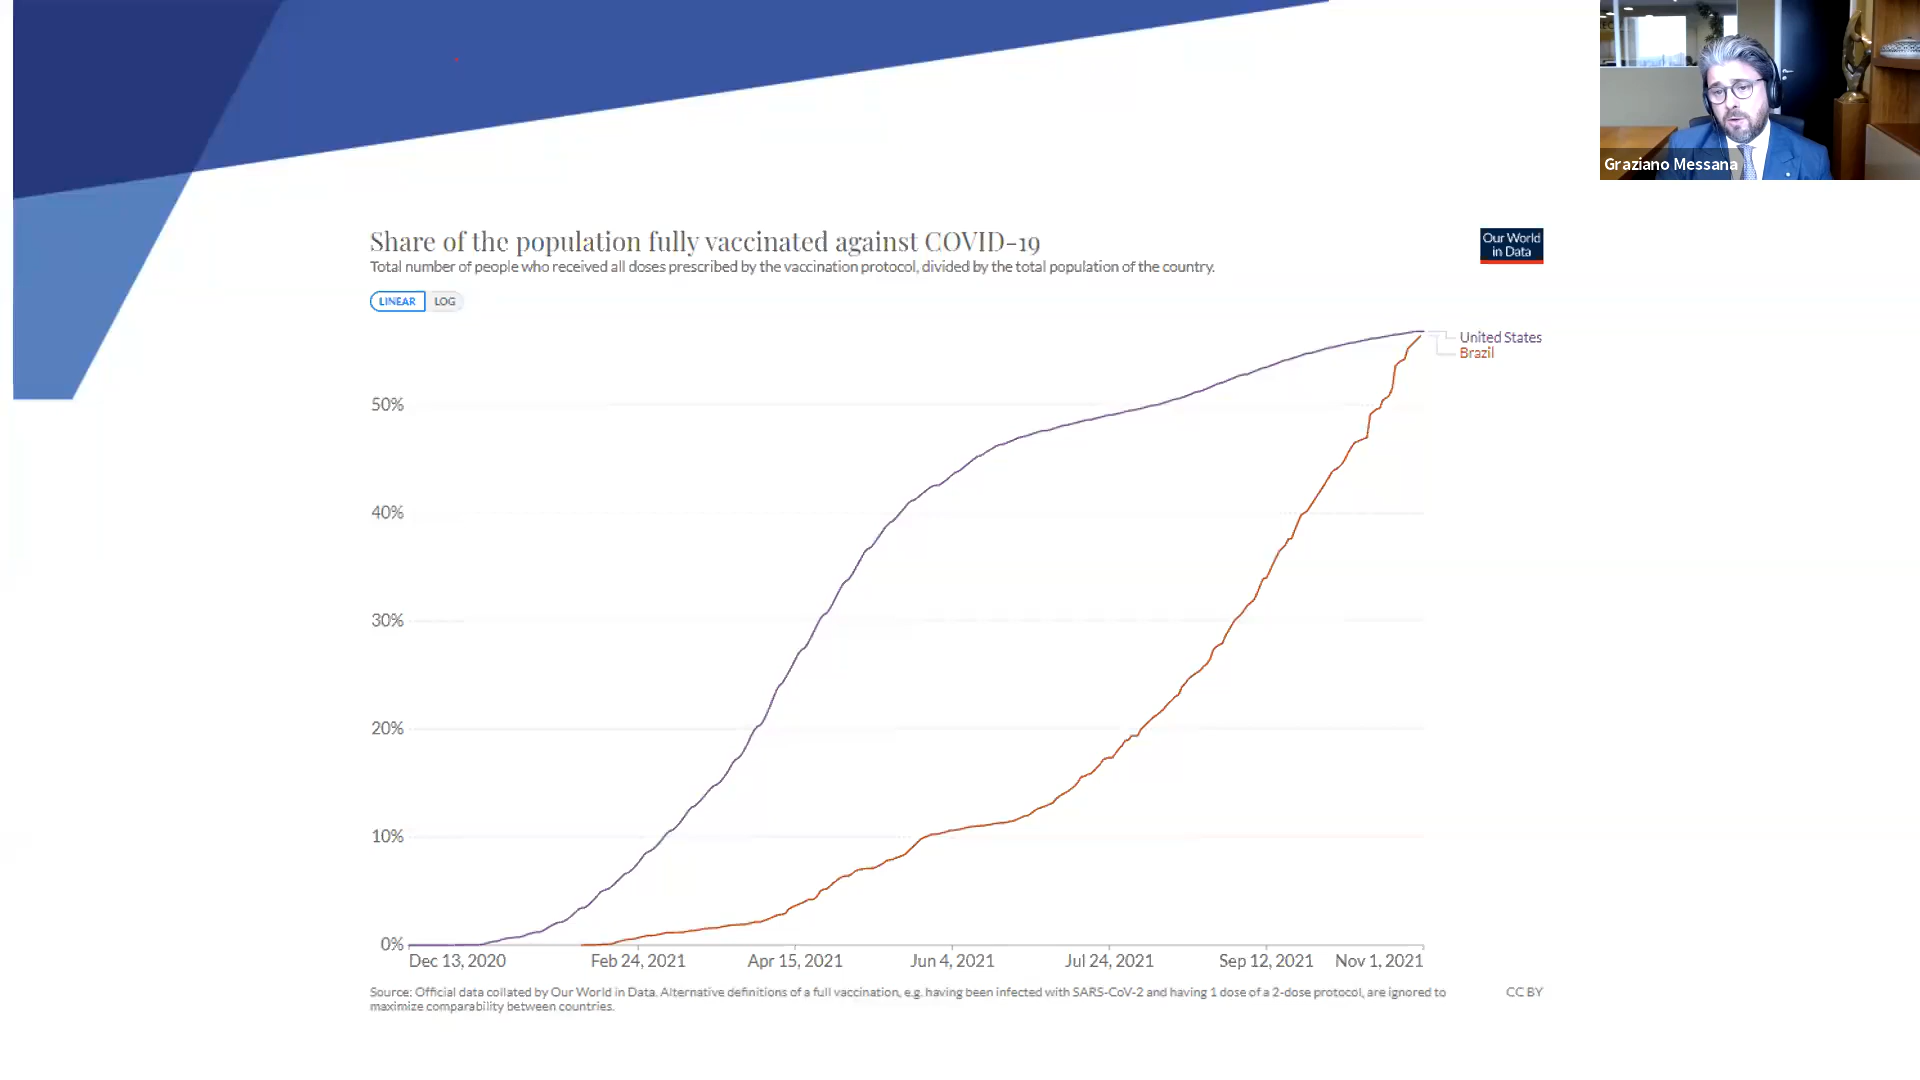 Graziano Messana
Share of the population fully vaccinated against COVID-19
Total number of people who received all doses prescribed by the vaccination protocol, divided by the total population of the country.
Our World
in Data
LINEAR LOG
United States
Brazil
50%
40%
30%
20%
10%
0%
Dec 13, 2020 Feb 24, 2021 Apr 15, 2021 Jun 4, 2021 Jul 24, 2021 Sep 12, 2021 Nov 1, 2021
Source: Official data collated by Our World in Data. Alternative definitions of a full vaccination, e.g. having been infected with SARS-CoV-2 and having 1 dose of a 2-dose protocol, are ignored to
maximize comparability between countries.
CC BY